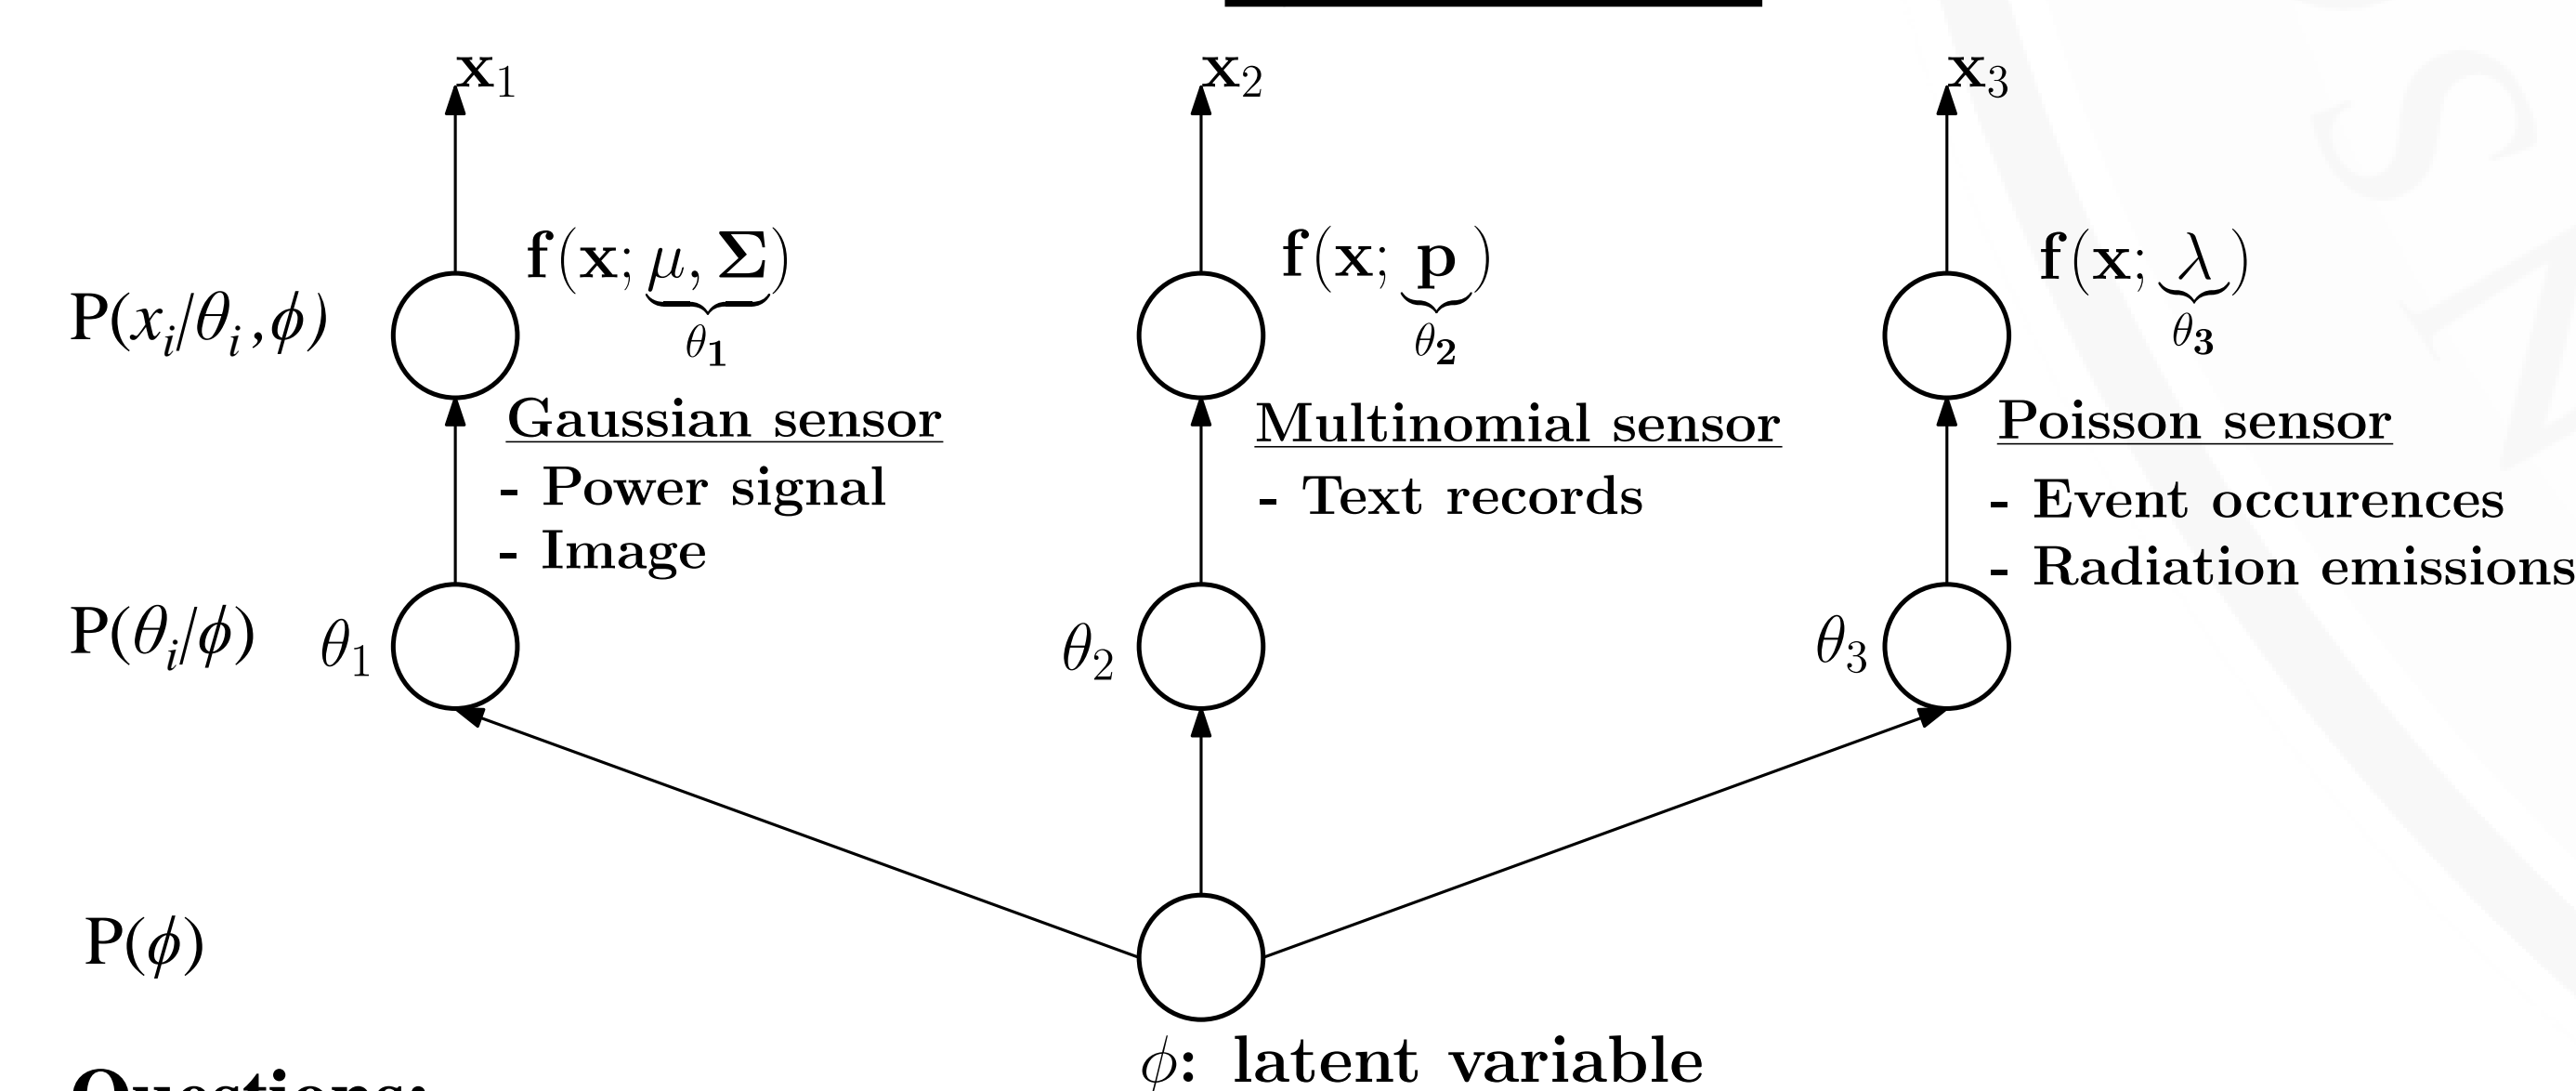 x₁ x₂ x₃
f(x; μ, Σ) f(x; p) f(x; λ)
P(xᵢ/θᵢ,ϕ) θ₁ θ₂ θ₃
Gaussian sensor
- Power signal
- Image
Multinomial sensor
- Text records
Poisson sensor
- Event occurences
- Radiation emissions
P(θᵢ/ϕ) θ₁ θ₂ θ₃
P(ϕ)
ϕ: latent variable
Questions: